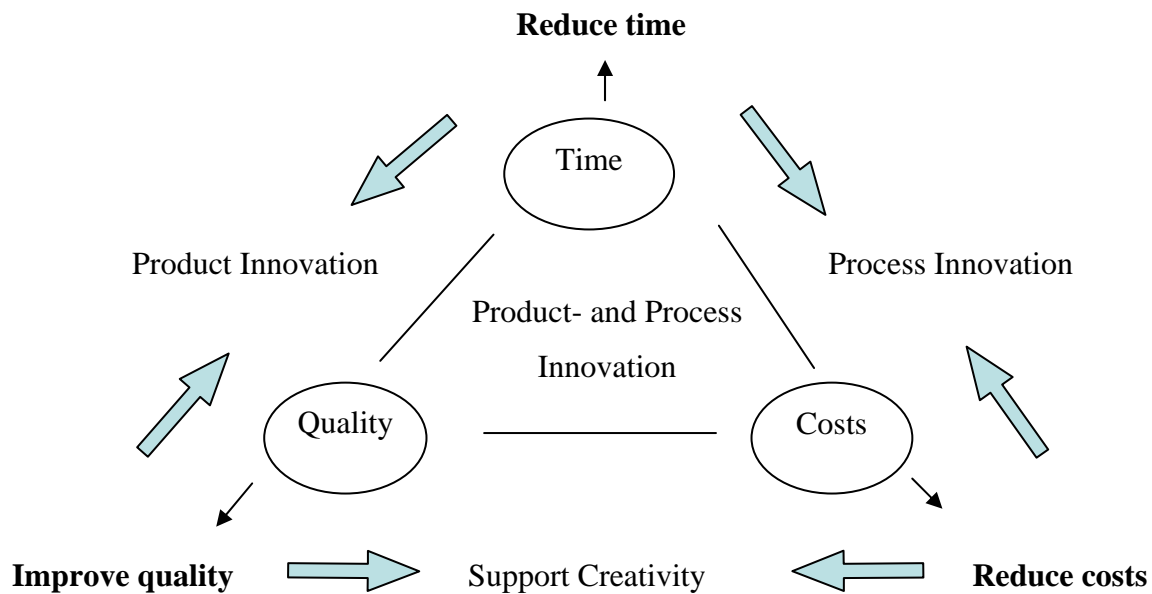 Reduce time
Time
Product Innovation
Process Innovation
Product- and Process
Innovation
Quality
Costs
Improve quality
Support Creativity
Reduce costs